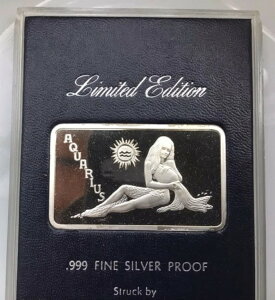 Limited Edition
AQUARIUS
.999 FINE SILVER PROOF
Struck by